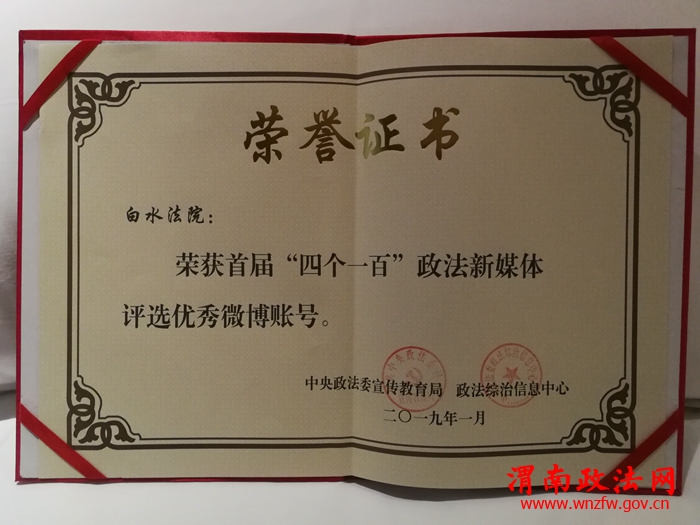 荣誉证书
白水法院：
荣获首届“四个一百”政法新媒体
评选优秀微博账号。
中央政法委宣传教育局 政法综治信息中心
二〇一九年一月
渭南政法网
www.wnzfw.gov.cn